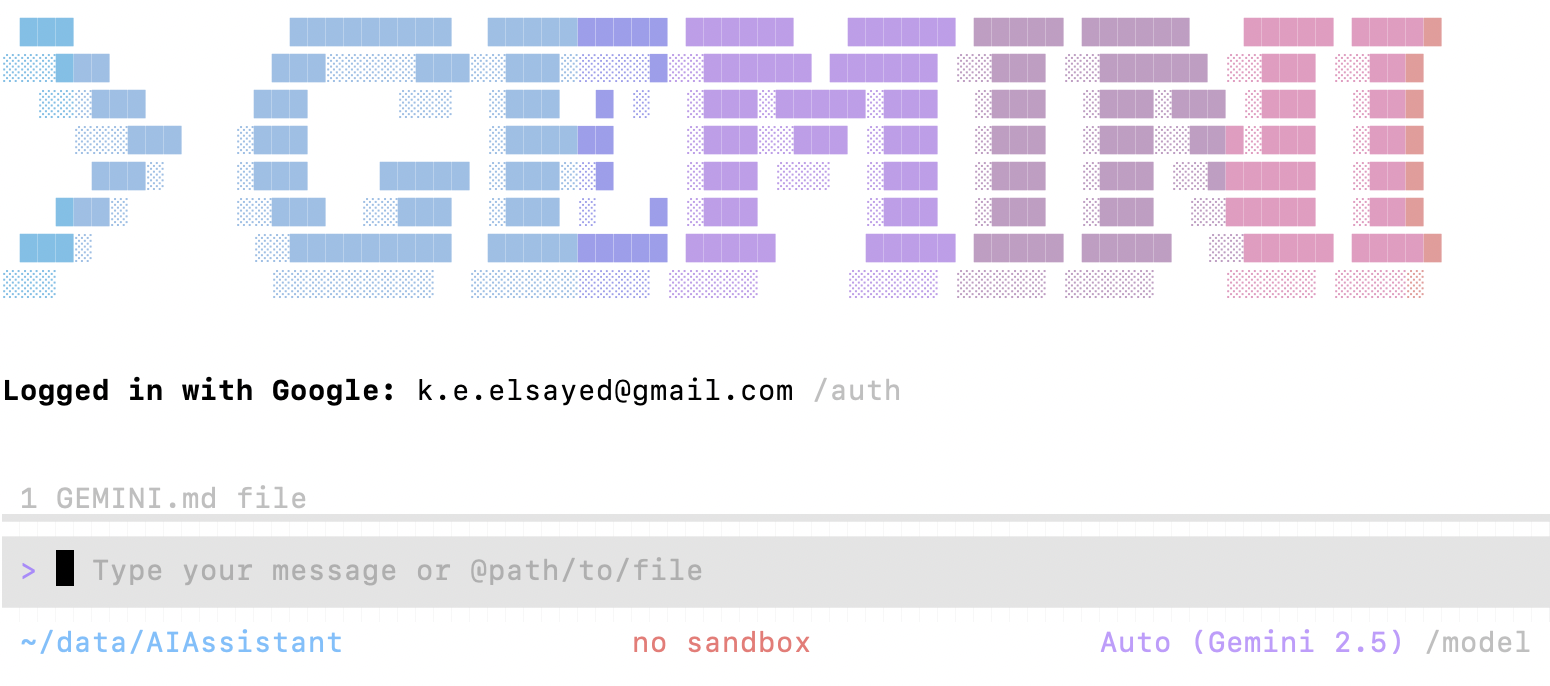 > GEMINI
Logged in with Google: k.e.elsayed@gmail.com /auth
1 GEMINI.md file
> Type your message or @path/to/file
~/data/AIAssistant no sandbox Auto (Gemini 2.5) /model